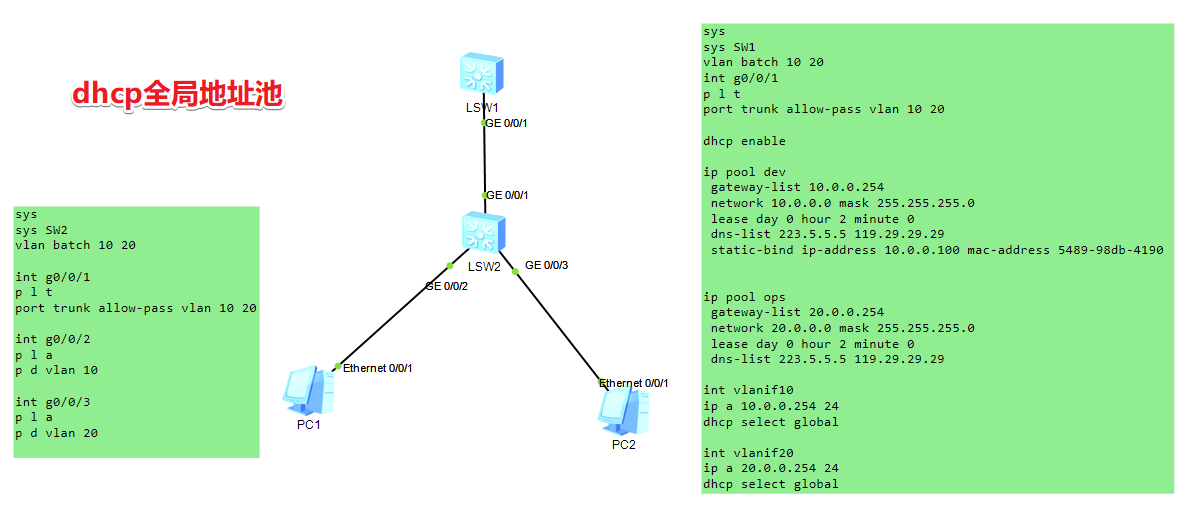 dhcp全局地址池
LSW1
GE 0/0/1
GE 0/0/1
LSW2
GE 0/0/2
GE 0/0/3
Ethernet 0/0/1
PC1
Ethernet 0/0/1
PC2
sys
sys SW2
vlan batch 10 20
int g0/0/1
p l t
port trunk allow-pass vlan 10 20
int g0/0/2
p l a
p d vlan 10
int g0/0/3
p l a
p d vlan 20
sys
sys SW1
vlan batch 10 20
int g0/0/1
p l t
port trunk allow-pass vlan 10 20
dhcp enable
ip pool dev
gateway-list 10.0.0.254
network 10.0.0.0 mask 255.255.255.0
lease day 0 hour 2 minute 0
dns-list 223.5.5.5 119.29.29.29
static-bind ip-address 10.0.0.100 mac-address 5489-98db-4190
ip pool ops
gateway-list 20.0.0.254
network 20.0.0.0 mask 255.255.255.0
lease day 0 hour 2 minute 0
dns-list 223.5.5.5 119.29.29.29
int vlanif10
ip a 10.0.0.254 24
dhcp select global
int vlanif20
ip a 20.0.0.254 24
dhcp select global